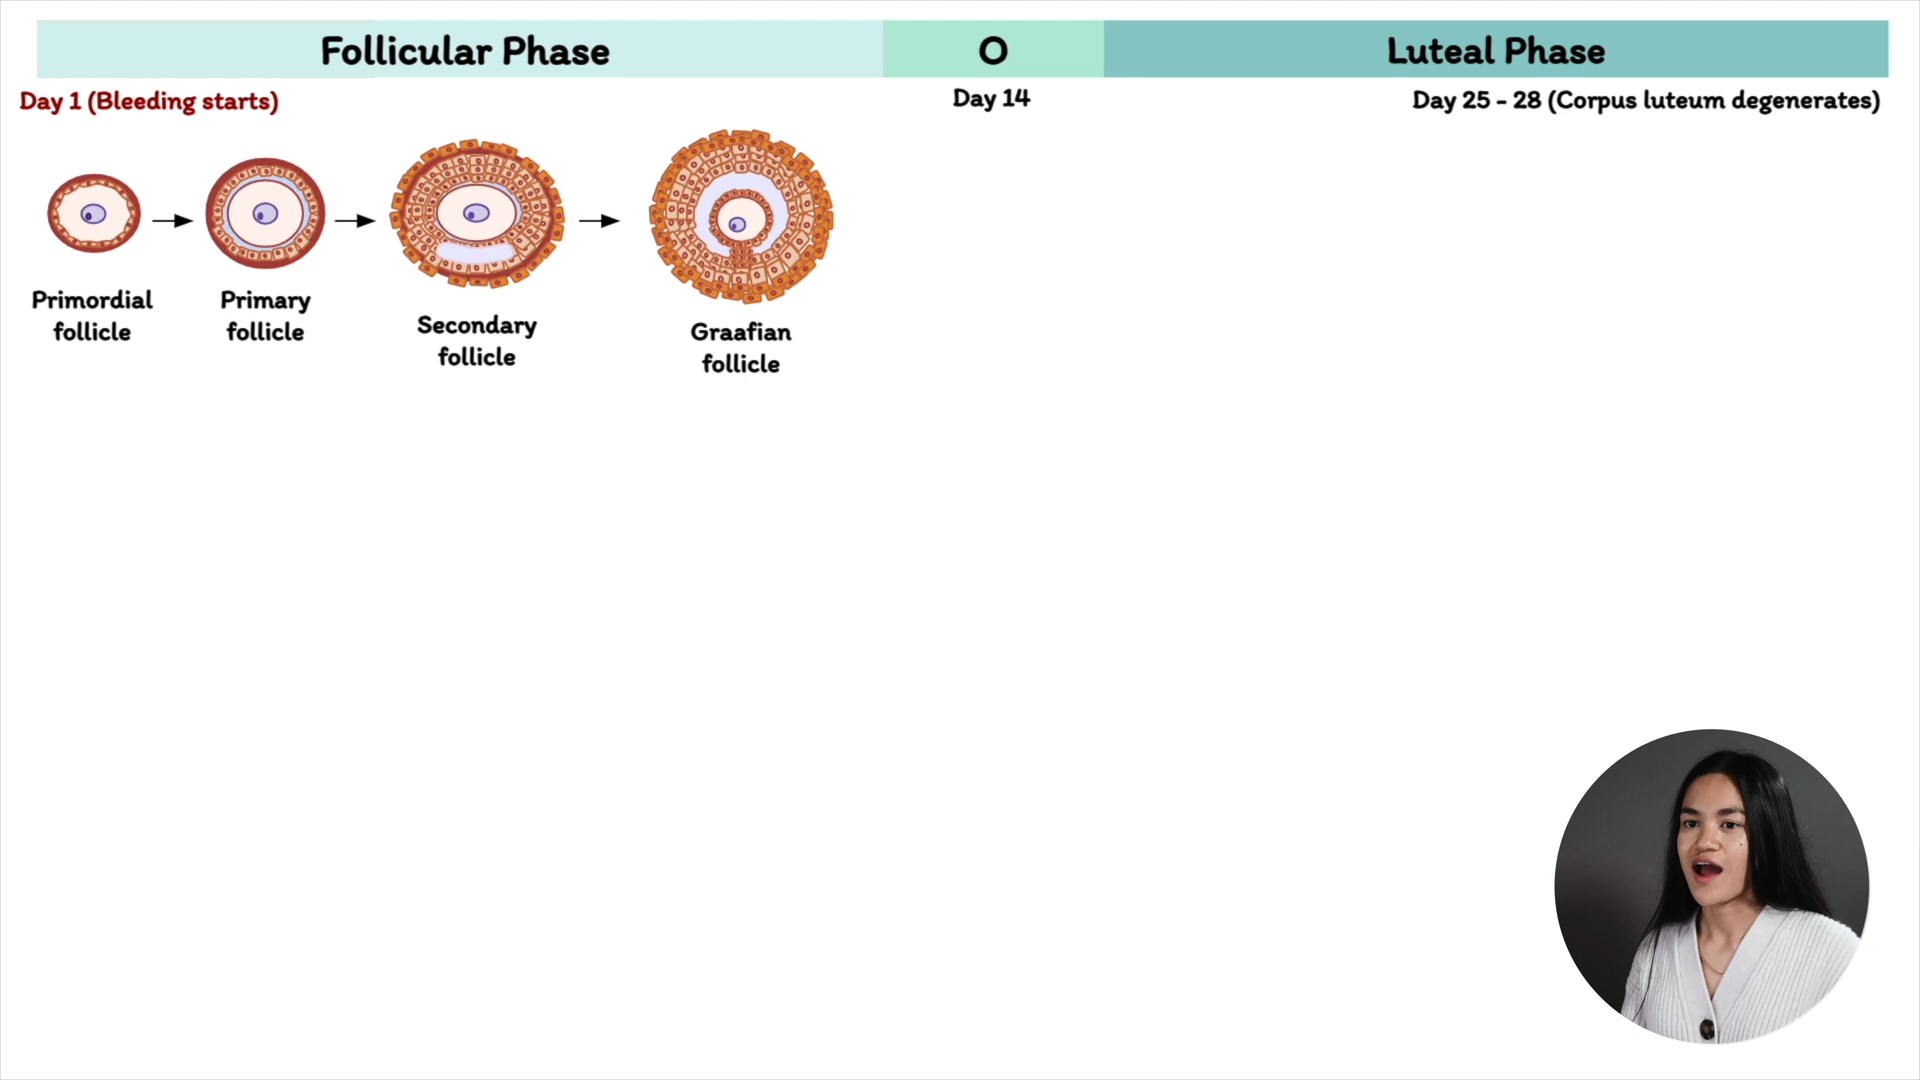 Follicular Phase
O
Luteal Phase
Day 1 (Bleeding starts)
Day 14
Day 25 - 28 (Corpus luteum degenerates)
Primordial
follicle
Primary
follicle
Secondary
follicle
Graafian
follicle